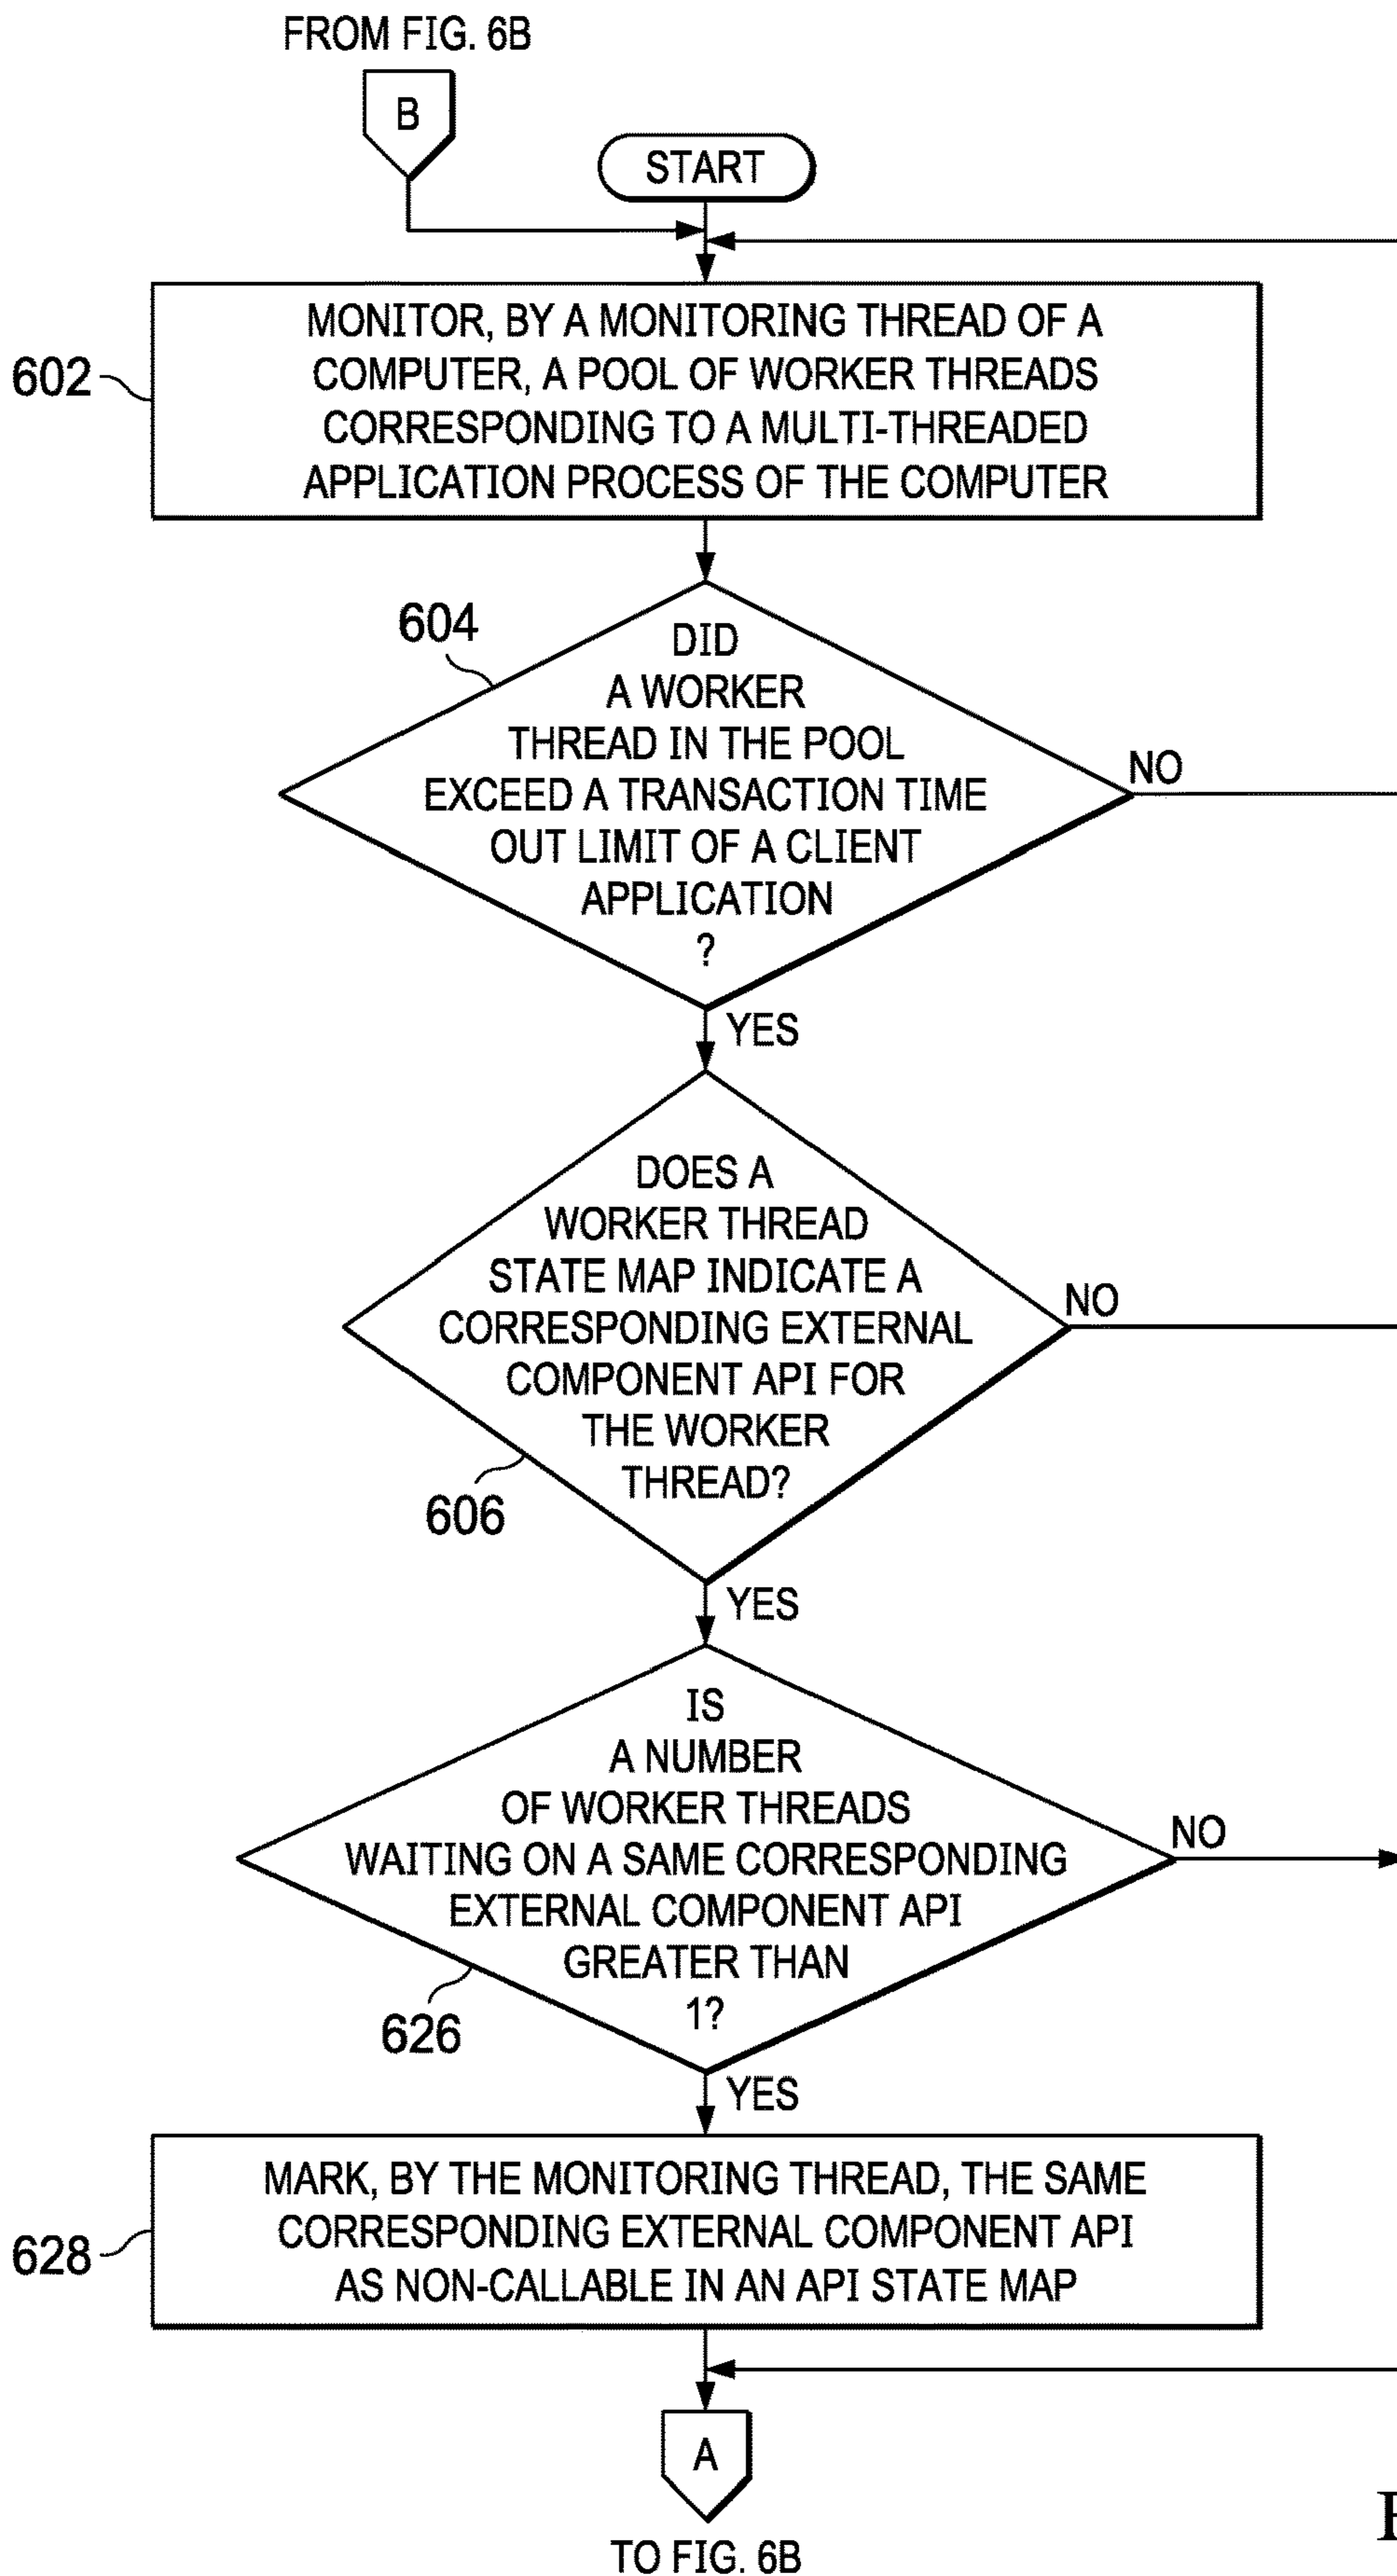 FROM FIG. 6B
B
START
602
MONITOR, BY A MONITORING THREAD OF A
COMPUTER, A POOL OF WORKER THREADS
CORRESPONDING TO A MULTI-THREADED
APPLICATION PROCESS OF THE COMPUTER
604
DID
A WORKER
THREAD IN THE POOL
EXCEED A TRANSACTION TIME
OUT LIMIT OF A CLIENT
APPLICATION
?
NO
YES
DOES A
WORKER THREAD
STATE MAP INDICATE A
CORRESPONDING EXTERNAL
COMPONENT API FOR
THE WORKER
THREAD?
NO
606
YES
IS
A NUMBER
OF WORKER THREADS
WAITING ON A SAME CORRESPONDING
EXTERNAL COMPONENT API
GREATER THAN
1?
NO
626
YES
628
MARK, BY THE MONITORING THREAD, THE SAME
CORRESPONDING EXTERNAL COMPONENT API
AS NON-CALLABLE IN AN API STATE MAP
A
TO FIG. 6B